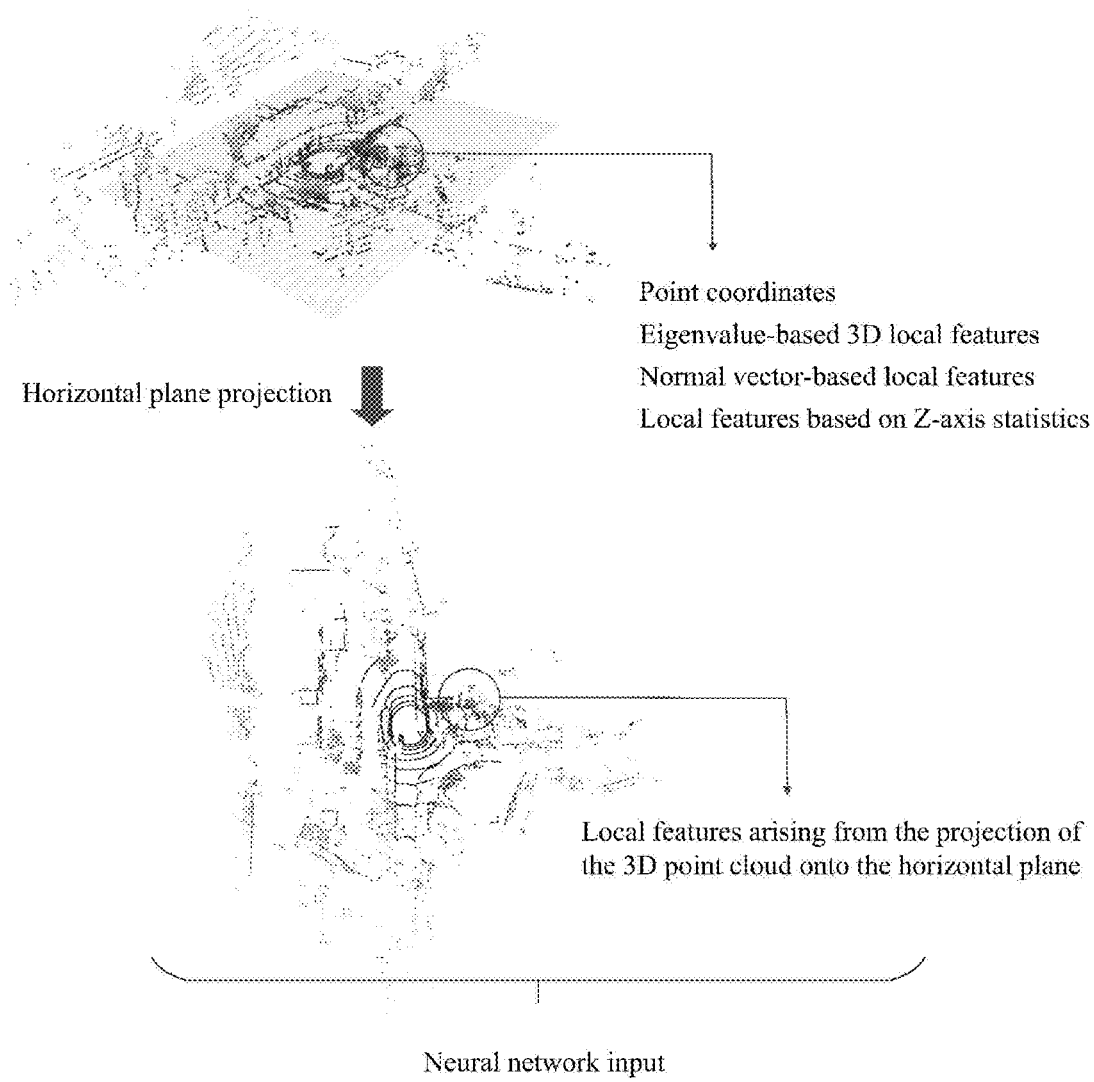 Point coordinates
Eigenvalue-based 3D local features
Normal vector-based local features
Local features based on Z-axis statistics
Horizontal plane projection
Local features arising from the projection of
the 3D point cloud onto the horizontal plane
Neural network input